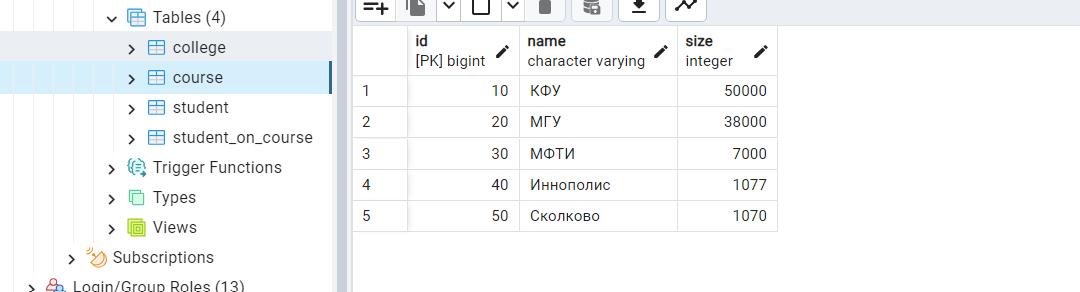 Tables (4)
college
course
student
student_on_course
Trigger Functions
Types
Views
Subscriptions
Login/Group Roles (13)
id name size
[PK] bigint character varying integer
1 10 КФУ 50000
2 20 МГУ 38000
3 30 МФТИ 7000
4 40 Иннополис 1077
5 50 Сколково 1070